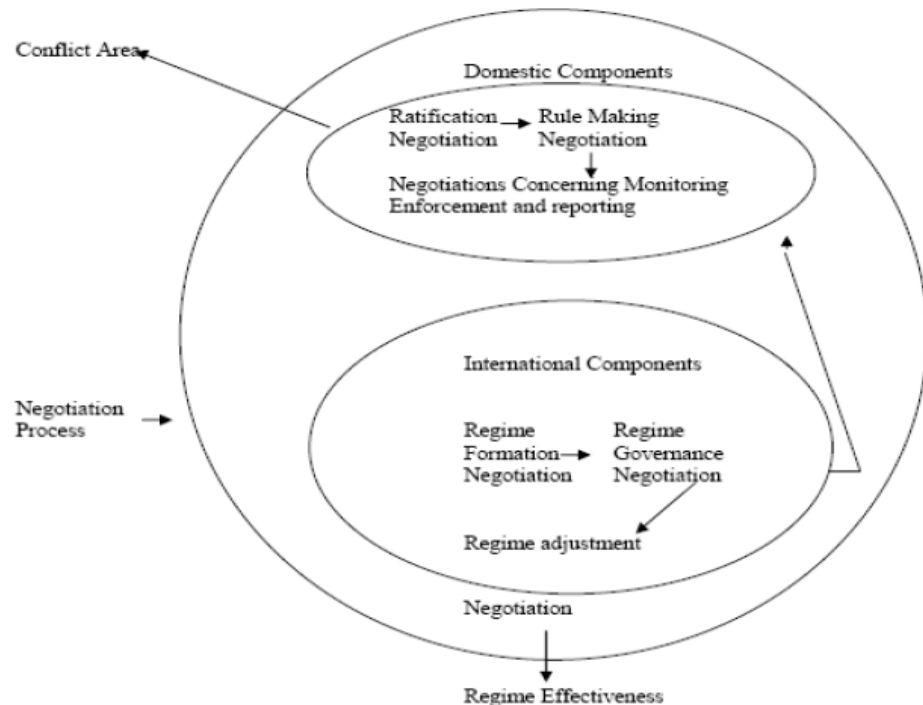 Conflict Area
Domestic Components
Ratification
Negotiation
Rule Making
Negotiation
Negotiations Concerning Monitoring
Enforcement and reporting
International Components
Negotiation
Process
Regime
Formation
Negotiation
Regime
Governance
Negotiation
Regime adjustment
Negotiation
Regime Effectiveness